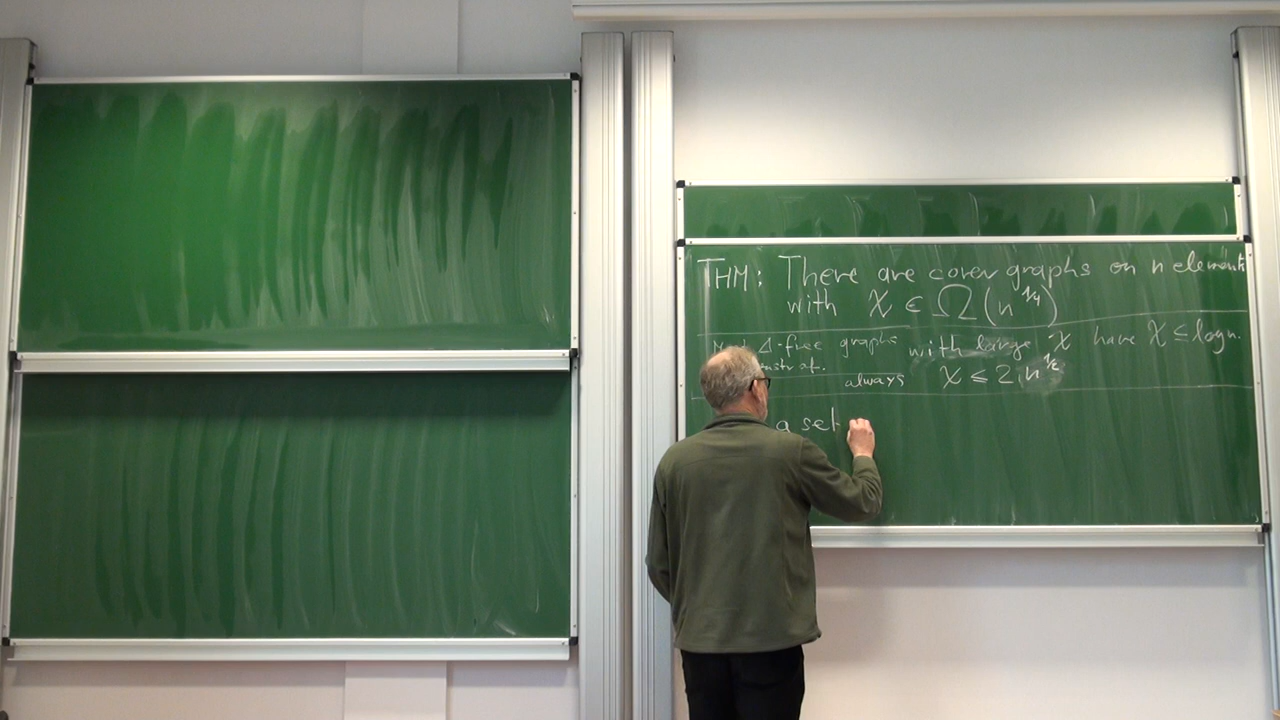 THM: There are cover graphs on n elements
with χ ∈ Ω(n^{1/4})
Δ-free graphs with large χ have χ ≤ log n.
always χ ≤ 2 n^{1/2}
a set